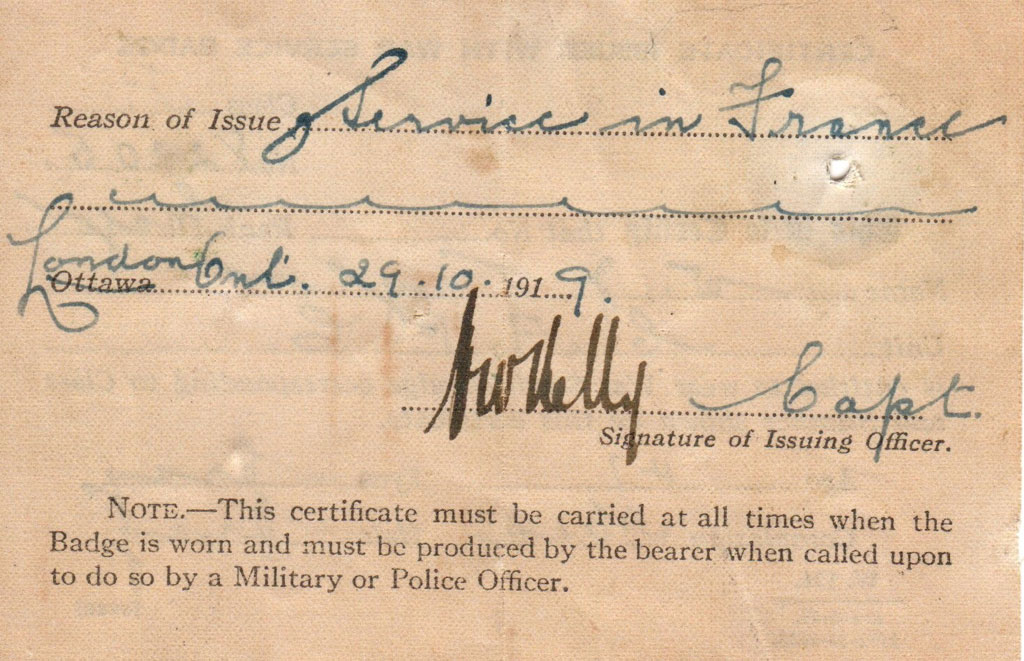 Reason of Issue Service in France
London Ont. 29.10.1919.
Ottawa
Kelly Capt.
Signature of Issuing Officer.
NOTE.—This certificate must be carried at all times when the
Badge is worn and must be produced by the bearer when called upon
to do so by a Military or Police Officer.